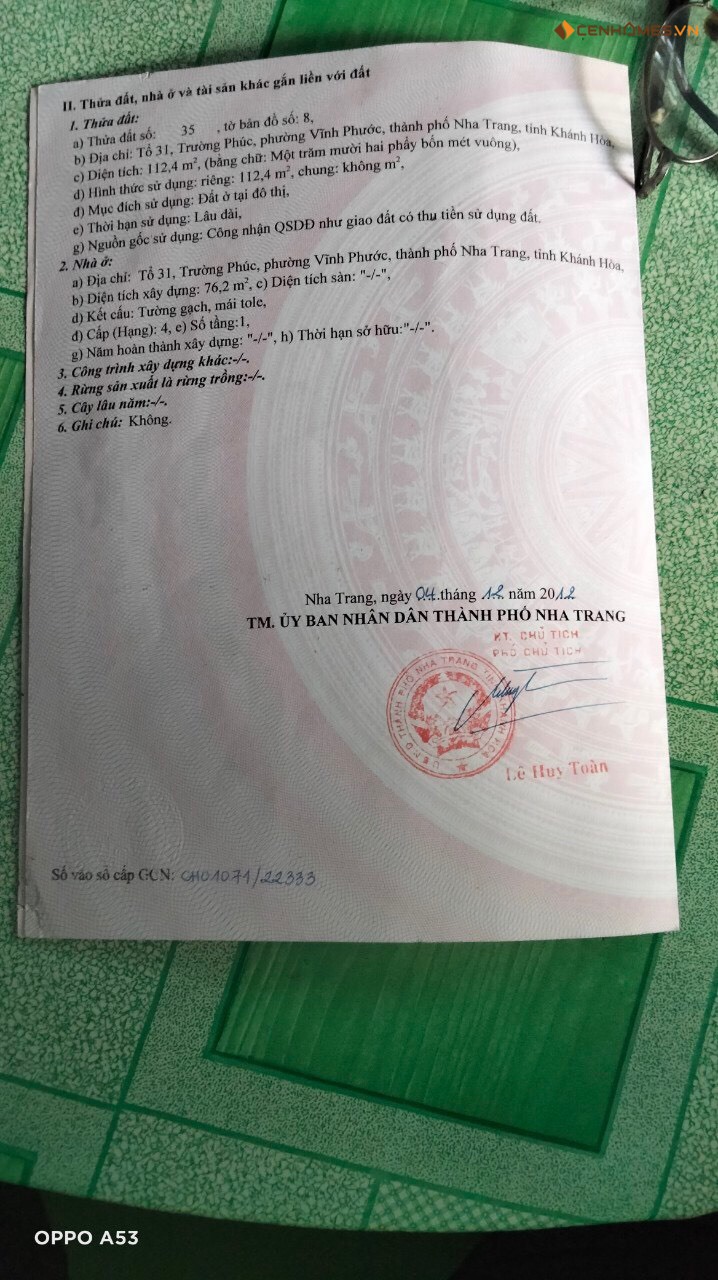 CENHOMES.VN
II. Thửa đất, nhà ở và tài sản khác gắn liền với đất
1. Thửa đất:
a) Thửa đất số: 35 , tờ bản đồ số: 8,
b) Địa chỉ: Tổ 31, Trường Phúc, phường Vĩnh Phước, thành phố Nha Trang, tỉnh Khánh Hòa,
c) Diện tích: 112,4 m², (bằng chữ: Một trăm mười hai phẩy bốn mét vuông),
d) Hình thức sử dụng: riêng: 112,4 m², chung: không m²,
đ) Mục đích sử dụng: Đất ở tại đô thị,
e) Thời hạn sử dụng: Lâu dài,
g) Nguồn gốc sử dụng: Công nhận QSDĐ như giao đất có thu tiền sử dụng đất.
2. Nhà ở:
a) Địa chỉ: Tổ 31, Trường Phúc, phường Vĩnh Phước, thành phố Nha Trang, tỉnh Khánh Hòa,
b) Diện tích xây dựng: 76,2 m², c) Diện tích sàn: "-/-",
d) Kết cấu: Tường gạch, mái tole,
đ) Cấp (Hạng): 4, e) Số tầng:1,
g) Năm hoàn thành xây dựng: "-/-", h) Thời hạn sở hữu:"-/-".
3. Công trình xây dựng khác:-/-.
4. Rừng sản xuất là rừng trồng:-/-.
5. Cây lâu năm:-/-.
6. Ghi chú: Không.
Nha Trang, ngày 04.tháng 12 năm 2012
TM. ỦY BAN NHÂN DÂN THÀNH PHỐ NHA TRANG
KT. CHỦ TỊCH
PHÓ CHỦ TỊCH
U.B.N.D THÀNH PHỐ NHA TRANG TỈNH KHÁNH HÒA
Lê Huy Toàn
Số vào sổ cấp GCN: CH01071/22333
OPPO A53